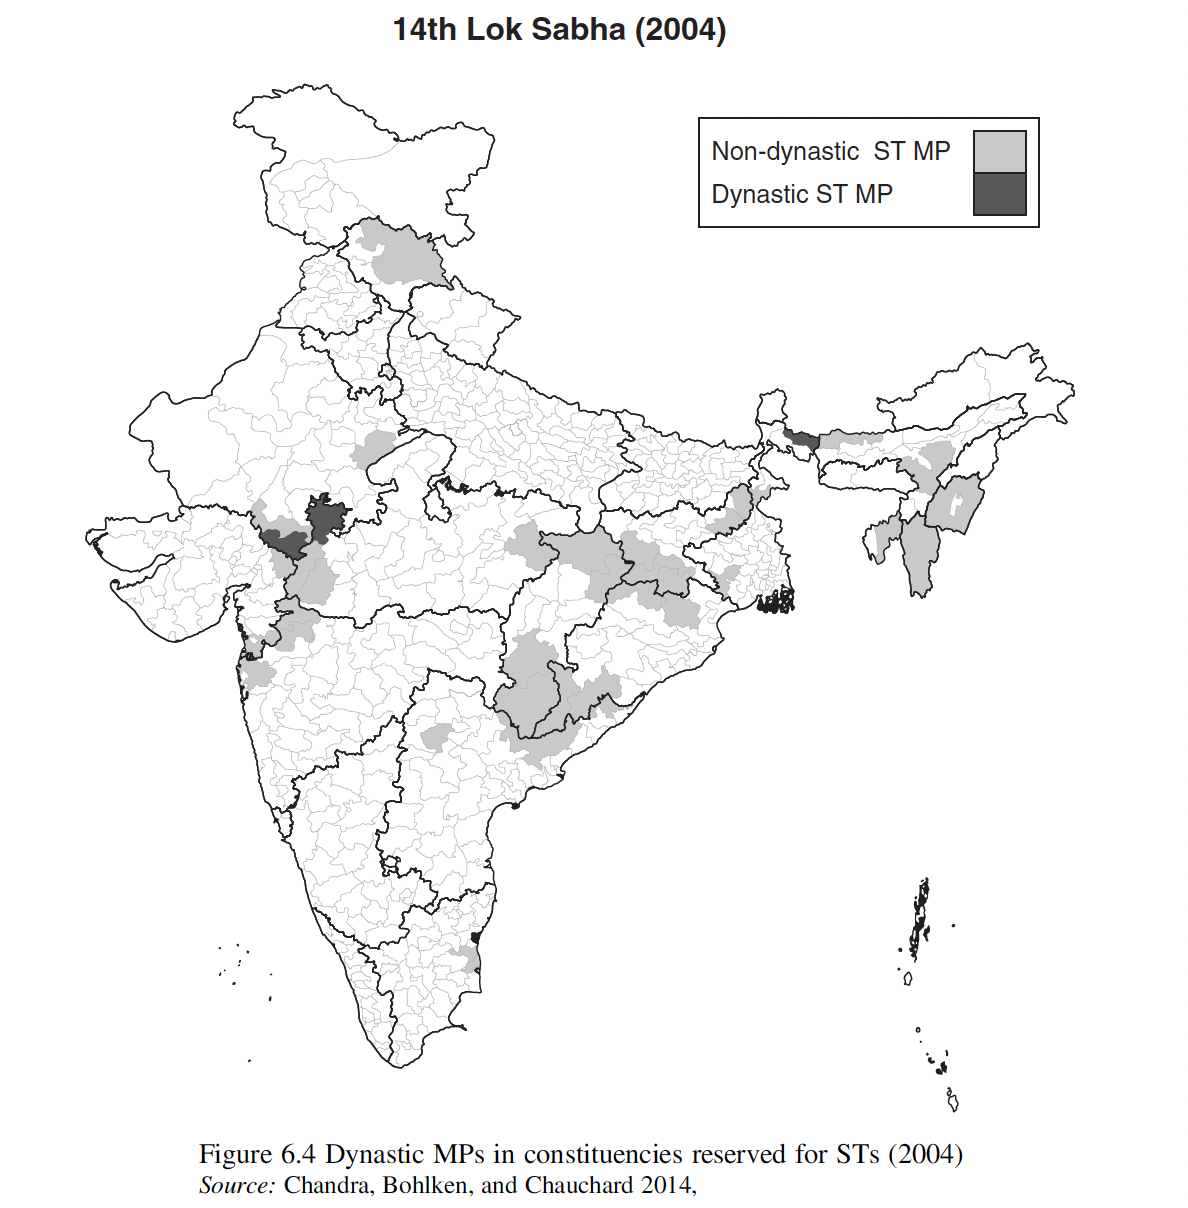 14th Lok Sabha (2004)
Non-dynastic ST MP
Dynastic ST MP
Figure 6.4 Dynastic MPs in constituencies reserved for STs (2004)
Source: Chandra, Bohlken, and Chauchard 2014,